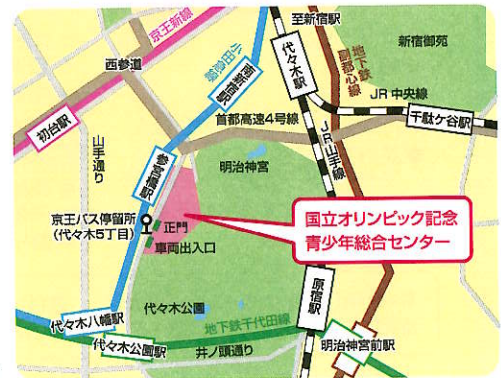 京王新線
至新宿駅
新宿御苑
西参道
小田急線
南新宿駅
代々木駅
地下鉄
副都心線
JR中央線
初台駅
首都高速4号線
千駄ケ谷駅
山手通り
参宮橋駅
明治神宮
JR山手線
京王バス停留所
(代々木5丁目)
正門
車両出入口
国立オリンピック記念
青少年総合センター
原宿駅
代々木公園
代々木八幡駅
地下鉄千代田線
代々木公園駅
井ノ頭通り
明治神宮前駅